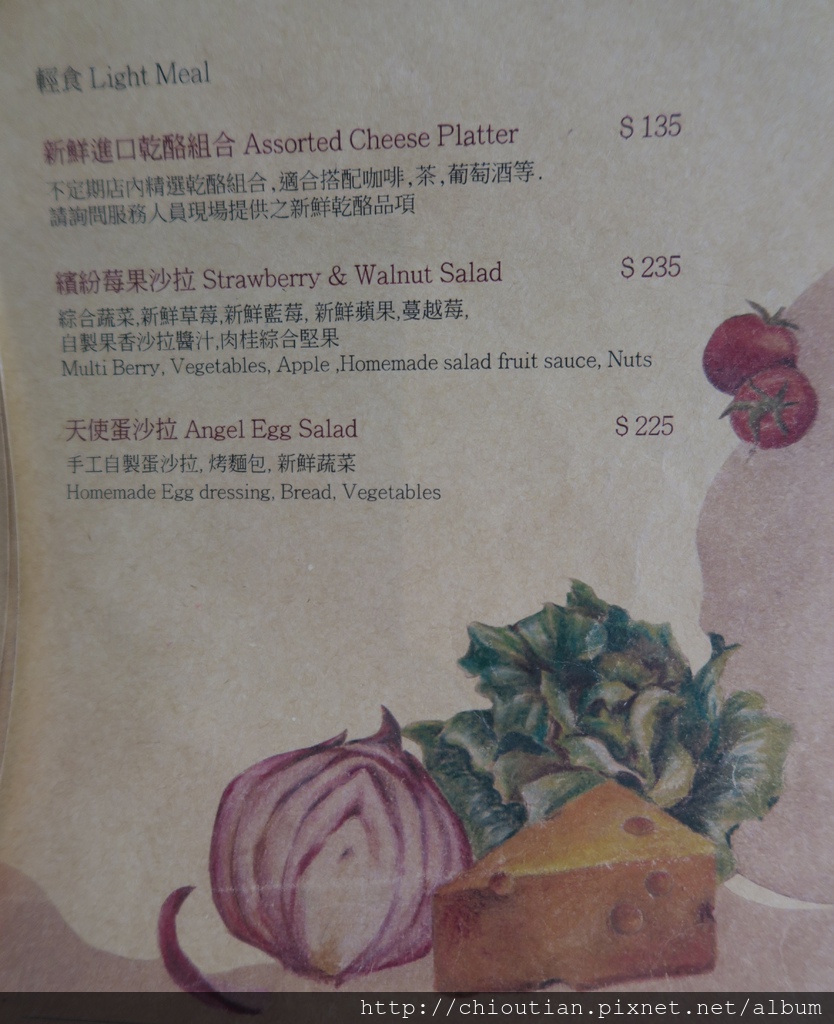 輕食 Light Meal
新鮮進口乾酪組合 Assorted Cheese Platter $ 135
不定期店內精選乾酪組合,適合搭配咖啡,茶,葡萄酒等.
請詢問服務人員現場提供之新鮮乾酪品項
繽紛莓果沙拉 Strawberry & Walnut Salad $ 235
綜合蔬菜,新鮮草莓,新鮮藍莓, 新鮮蘋果,蔓越莓,
自製果香沙拉醬汁,肉桂綜合堅果
Multi Berry, Vegetables, Apple ,Homemade salad fruit sauce, Nuts
天使蛋沙拉 Angel Egg Salad $ 225
手工自製蛋沙拉, 烤麵包, 新鮮蔬菜
Homemade Egg dressing, Bread, Vegetables
http://chioutian.pixnet.net/album